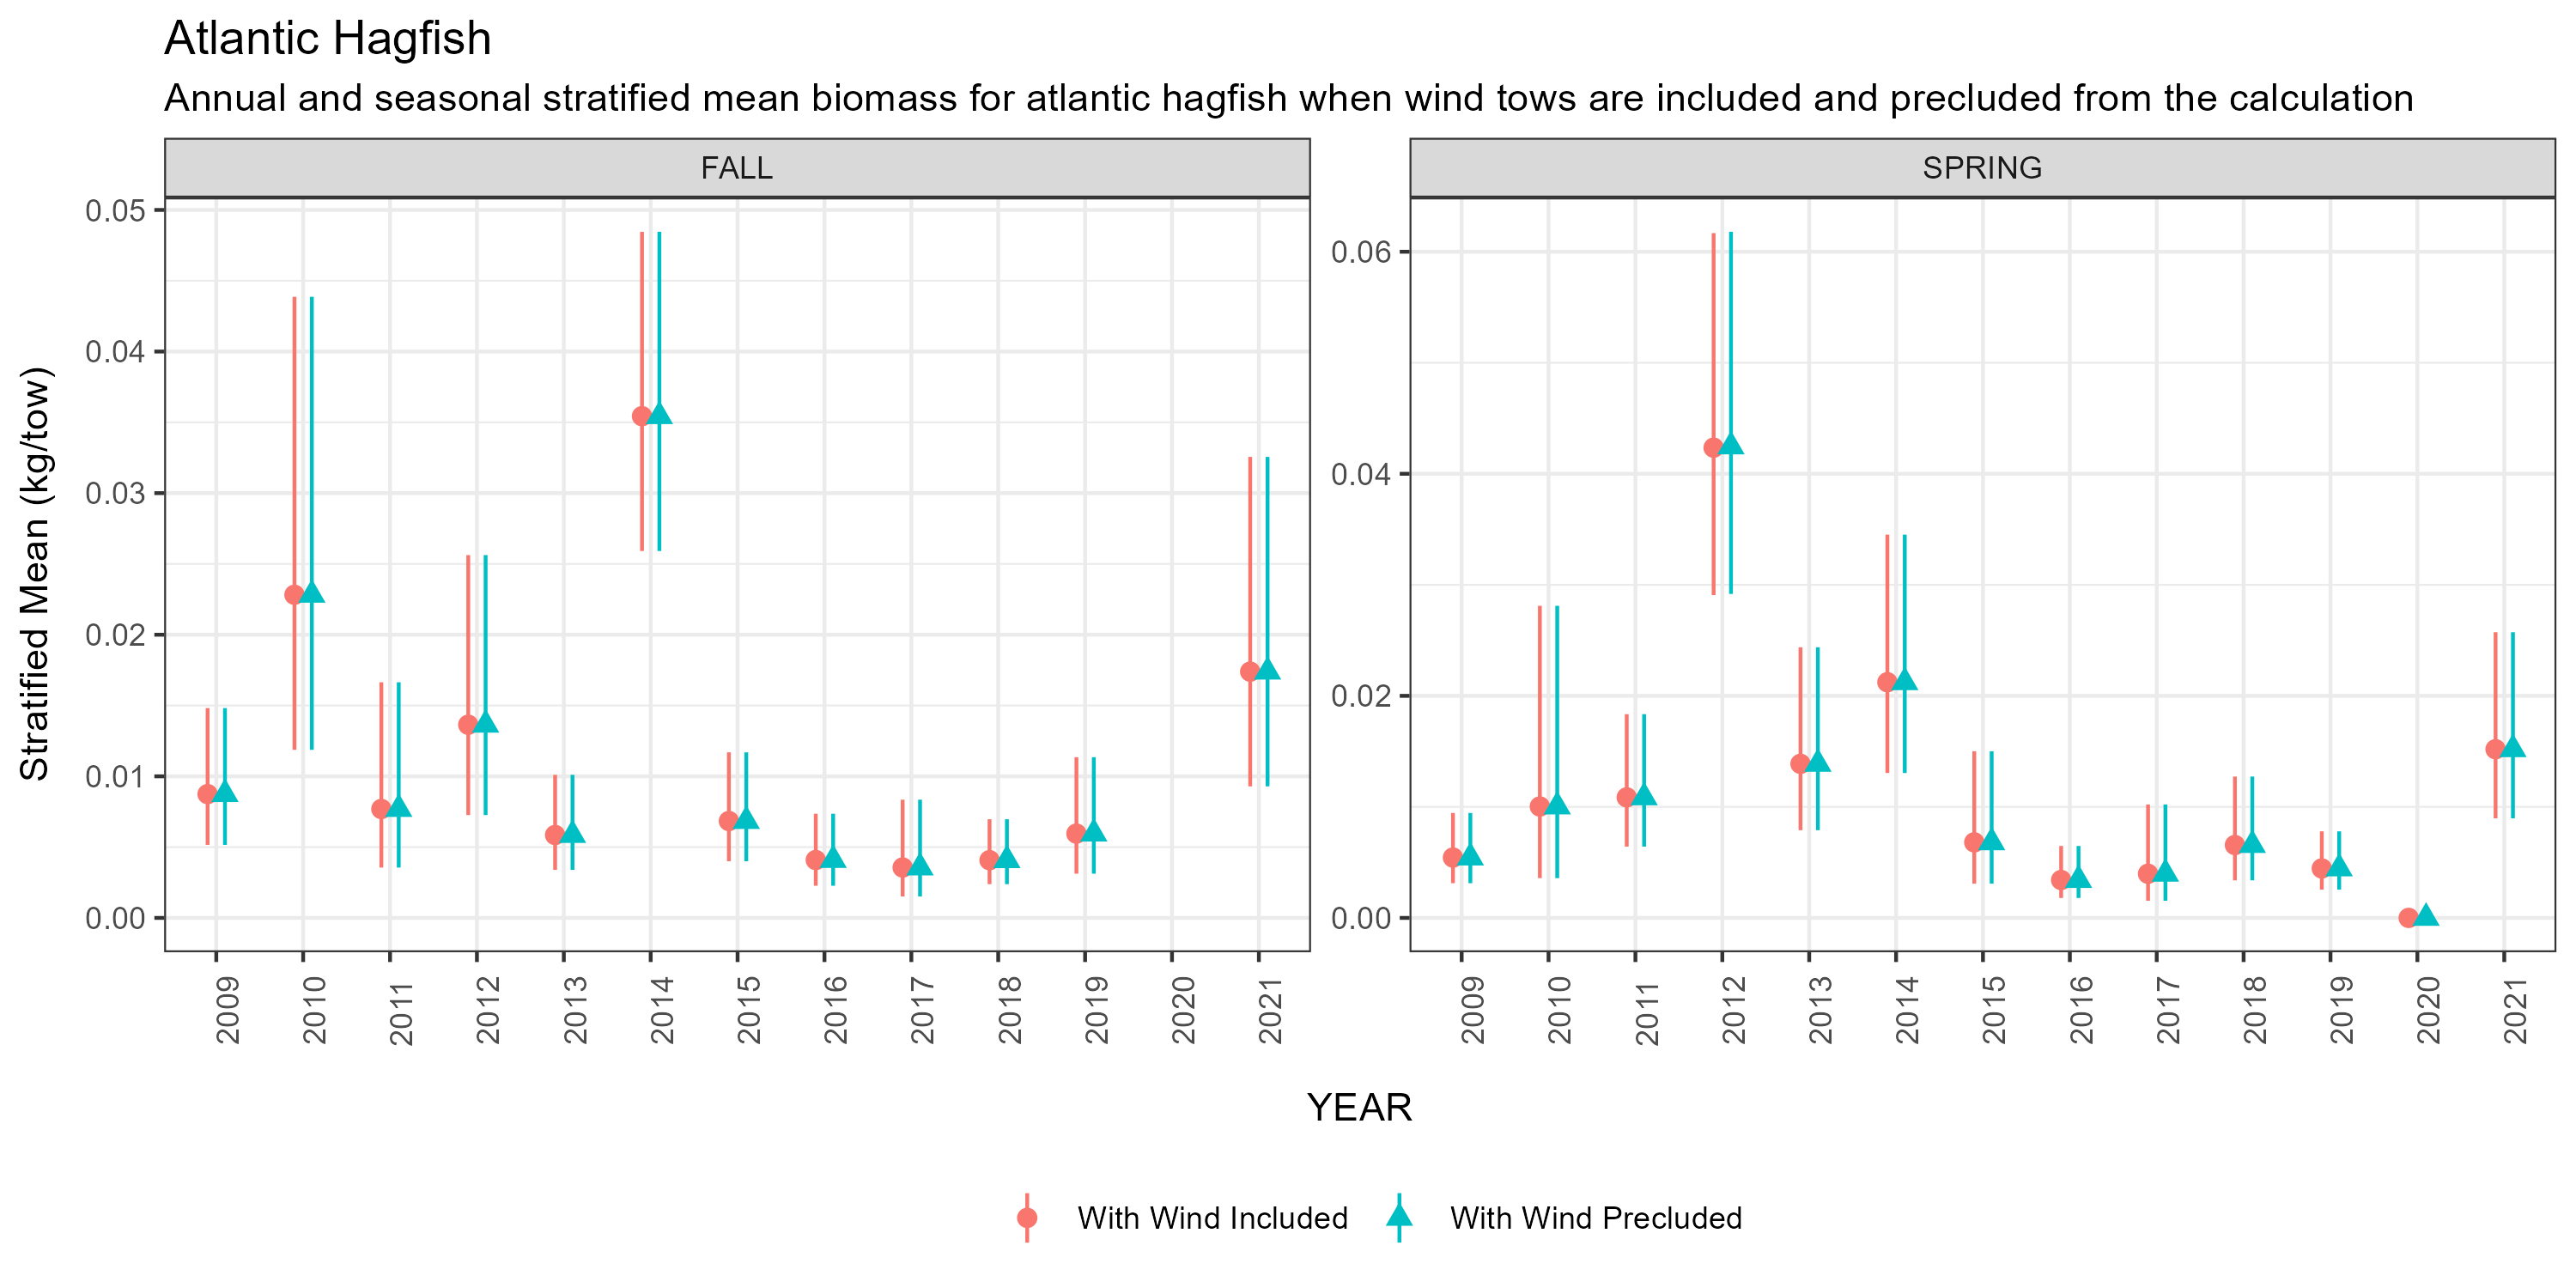 Atlantic Hagfish
Annual and seasonal stratified mean biomass for atlantic hagfish when wind tows are included and precluded from the calculation
FALL
SPRING
Stratified Mean (kg/tow)
0.05
0.04
0.03
0.02
0.01
0.00
0.06
0.04
0.02
0.00
2009 2010 2011 2012 2013 2014 2015 2016 2017 2018 2019 2020 2021
2009 2010 2011 2012 2013 2014 2015 2016 2017 2018 2019 2020 2021
YEAR
With Wind Included
With Wind Precluded